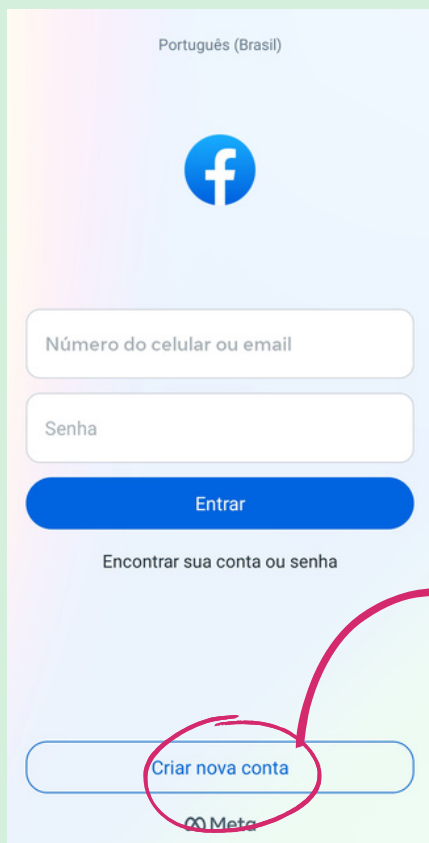 Português (Brasil)
Número do celular ou email
Senha
Entrar
Encontrar sua conta ou senha
Criar nova conta
Meta